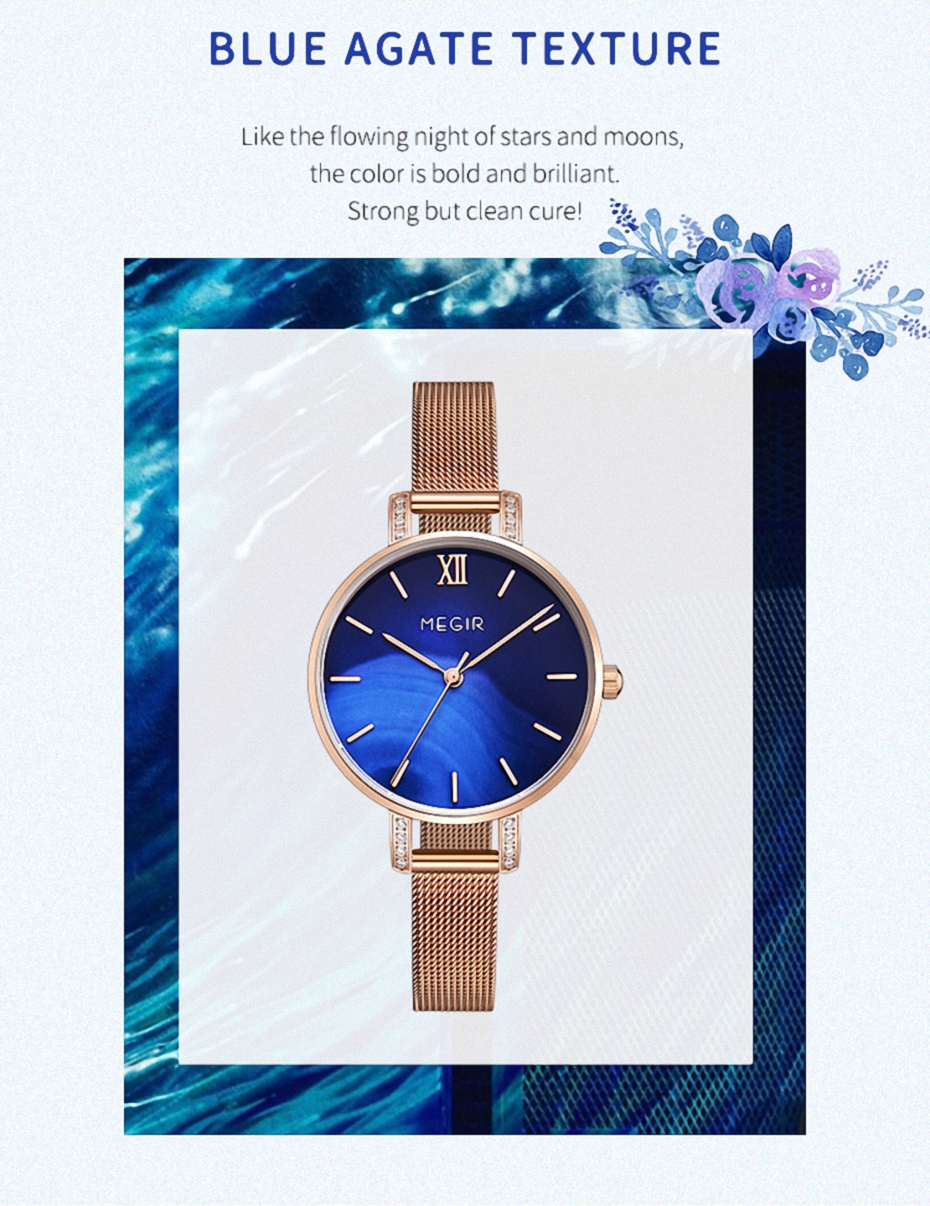 BLUE AGATE TEXTURE
Like the flowing night of stars and moons,
the color is bold and brilliant.
Strong but clean cure!
XII
MEGIR